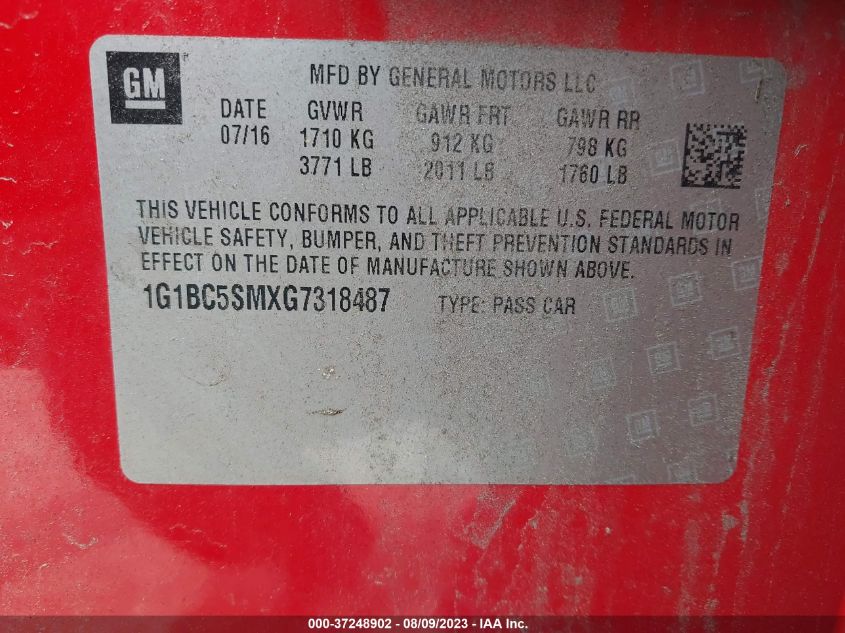 GM
MFD BY GENERAL MOTORS LLC
DATE GVWR GAWR FRT GAWR RR
07/16 1710 KG 912 KG 798 KG
3771 LB 2011 LB 1760 LB
THIS VEHICLE CONFORMS TO ALL APPLICABLE U.S. FEDERAL MOTOR
VEHICLE SAFETY, BUMPER, AND THEFT PREVENTION STANDARDS IN
EFFECT ON THE DATE OF MANUFACTURE SHOWN ABOVE.
1G1BC5SMXG7318487 TYPE: PASS CAR
000-37248902 - 08/09/2023 - IAA Inc.